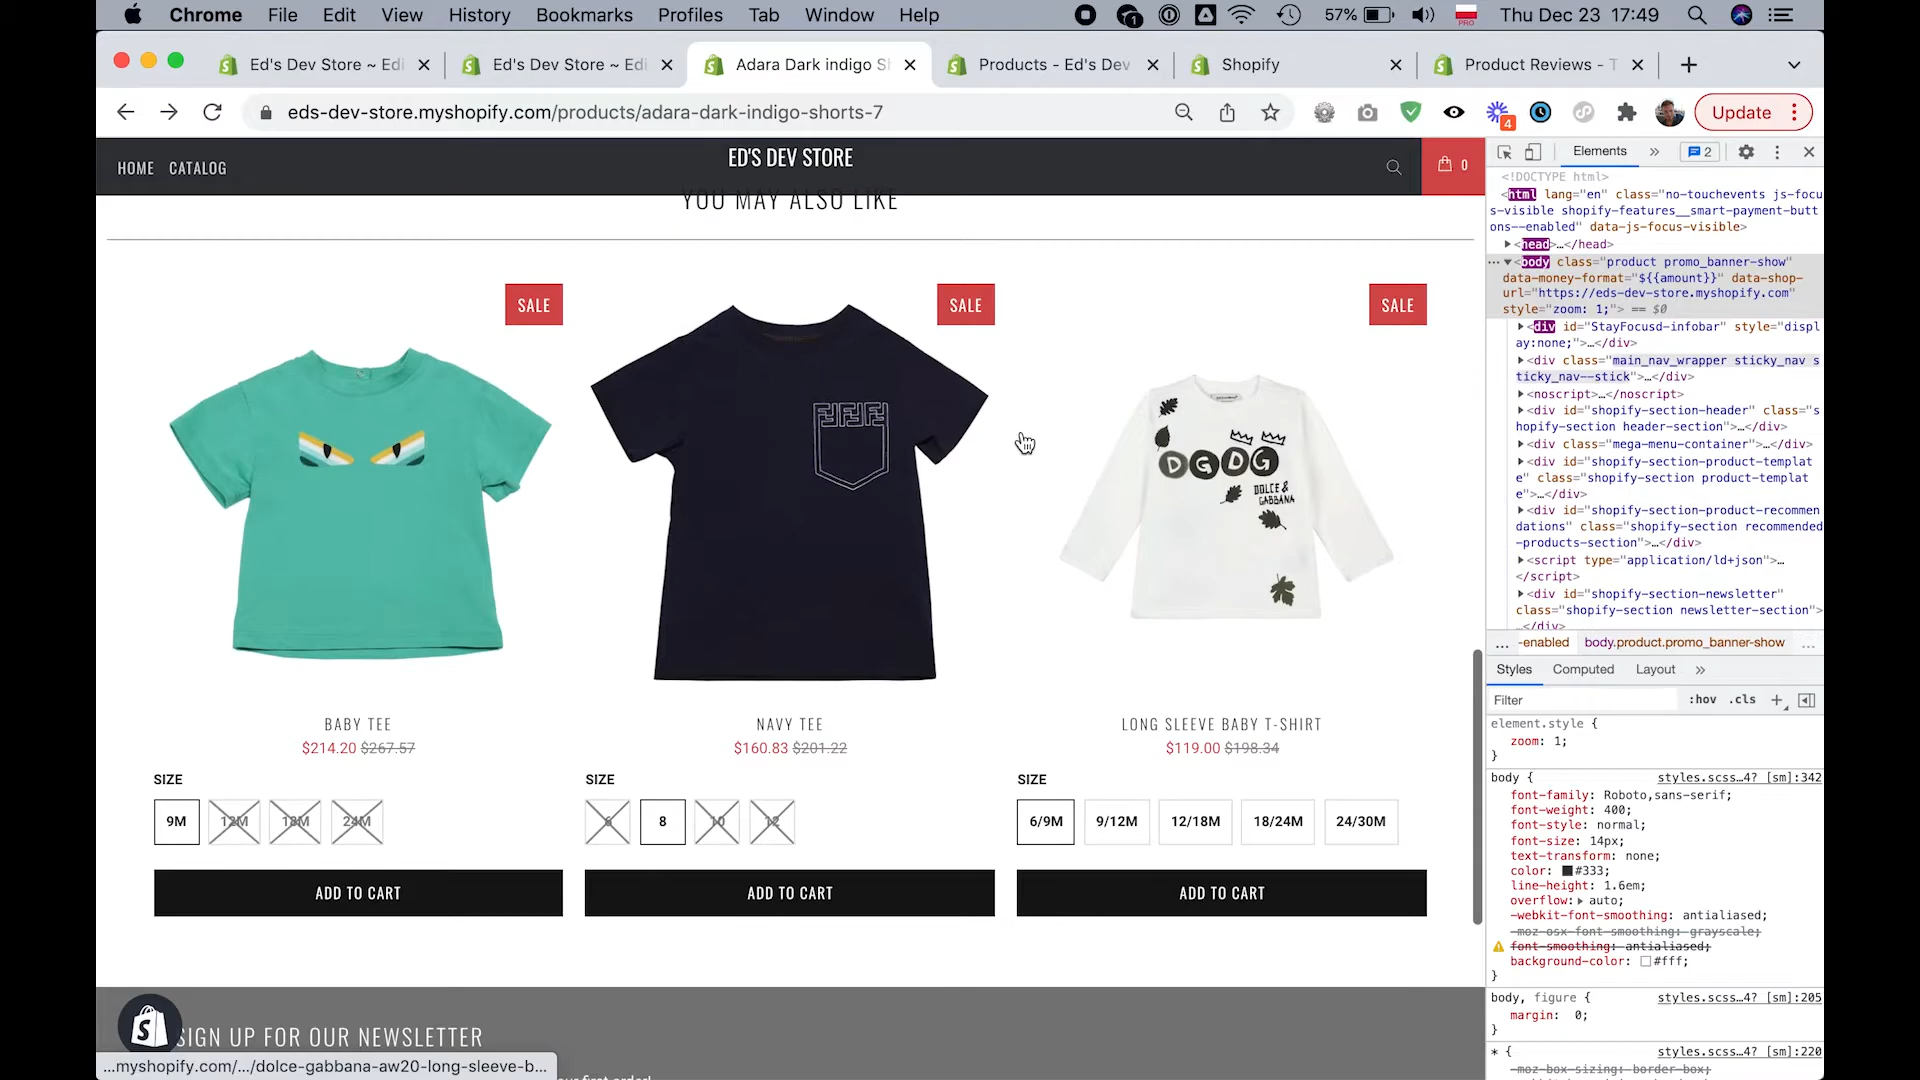 Chrome File Edit View History Bookmarks Profiles Tab Window Help 57% PRO Thu Dec 23 17:49
Ed's Dev Store ~ Edi
Ed's Dev Store ~ Edi
Adara Dark indigo Sh
Products - Ed's Dev
Shopify
Product Reviews - T
eds-dev-store.myshopify.com/products/adara-dark-indigo-shorts-7
4
Update
HOME CATALOG
ED'S DEV STORE
0
YOU MAY ALSO LIKE
SALE
SALE
SALE
DGDG
DOLCE &
GABBANA
BABY TEE
$214.20 $267.57
SIZE
9M 12M 18M 24M
ADD TO CART
NAVY TEE
$160.83 $201.22
SIZE
6 8 10 12
ADD TO CART
LONG SLEEVE BABY T-SHIRT
$119.00 $198.34
SIZE
6/9M 9/12M 12/18M 18/24M 24/30M
ADD TO CART
SIGN UP FOR OUR NEWSLETTER
...myshopify.com/.../dolce-gabbana-aw20-long-sleeve-b...
Elements » 2
<!DOCTYPE html>
<html lang="en" class="no-touchevents js-focu
s-visible shopify-features__smart-payment-butt
ons--enabled" data-js-focus-visible>
<head>…</head>
<body class="product promo_banner-show"
data-money-format="${{amount}}" data-shop-
url="https://eds-dev-store.myshopify.com"
style="zoom: 1;"> == $0
<div id="StayFocusd-infobar" style="displ
ay:none;">…</div>
<div class="main_nav_wrapper sticky_nav s
ticky_nav--stick">…</div>
<noscript>…</noscript>
<div id="shopify-section-header" class="s
hopify-section header-section">…</div>
<div class="mega-menu-container">…</div>
<div id="shopify-section-product-templat
e" class="shopify-section product-templat
e">…</div>
<div id="shopify-section-product-recommen
dations" class="shopify-section recommended
-products-section">…</div>
<script type="application/ld+json">…
</script>
<div id="shopify-section-newsletter"
class="shopify-section newsletter-section">
…</div>
... -enabled body.product.promo_banner-show ...
Styles Computed Layout »
Filter :hov .cls +
element.style {
zoom: 1;
}
body { styles.scss…4? [sm]:342
font-family: Roboto,sans-serif;
font-weight: 400;
font-style: normal;
font-size: 14px;
text-transform: none;
color: #333;
line-height: 1.6em;
overflow: auto;
-webkit-font-smoothing: antialiased;
-moz-osx-font-smoothing: grayscale;
font-smoothing: antialiased;
background-color: #fff;
}
body, figure { styles.scss…4? [sm]:205
margin: 0;
}
* { styles.scss…4? [sm]:220
-moz-box-sizing: border-box;